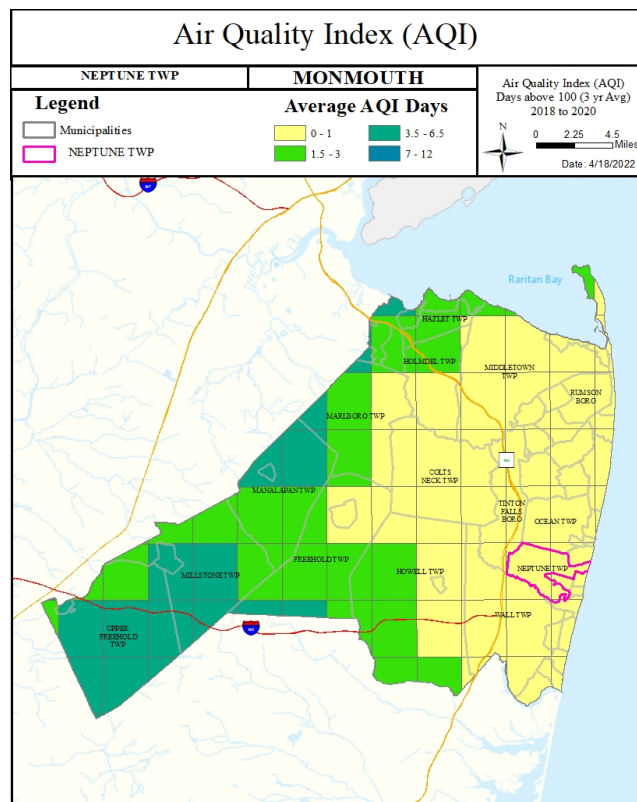 Air Quality Index (AQI)
NEPTUNE TWP
MONMOUTH
Legend
Municipalities
NEPTUNE TWP
Average AQI Days
0 - 1
1.5 - 3
3.5 - 6.5
7 - 12
Air Quality Index (AQI)
Days above 100 (3 yr Avg)
2018 to 2020
N
0 2.25 4.5
Miles
Date: 4/18/2022
Raritan Bay
HAZLET TWP
HOLMDEL TWP
MIDDLETOWN
TWP
RUMSON
BORO
MARLBORO TWP
COLTS
NECK TWP
MANALAPAN TWP
TINTON
FALLS
BORO
OCEAN TWP
FREEHOLD TWP
HOWELL TWP
NEPTUNE TWP
MILLSTONE TWP
WALL TWP
UPPER
FREEHOLD
TWP